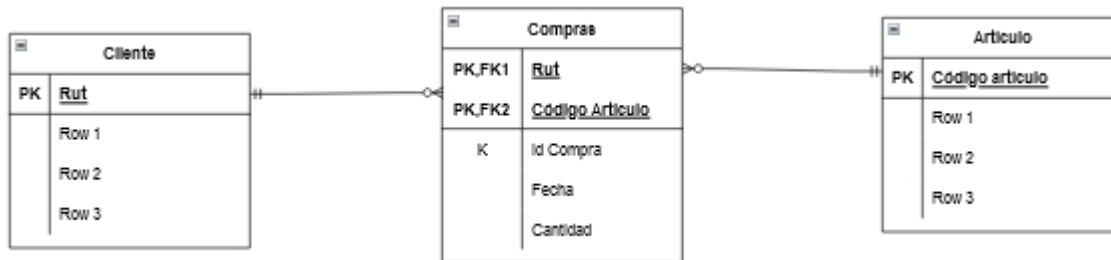 Cliente
PK Rut
Row 1
Row 2
Row 3
Compras
PK,FK1 Rut
PK,FK2 Código Articulo
K Id Compra
Fecha
Cantidad
Articulo
PK Código articulo
Row 1
Row 2
Row 3